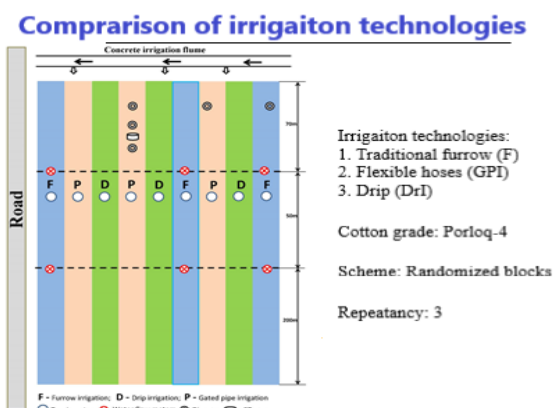 Comprarison of irrigaiton technologies
Concrete irrigation flume
70m
F P D P D F P D F
50m
200m
Road
Irrigaiton technologies:
1. Traditional furrow (F)
2. Flexible hoses (GPI)
3. Drip (DrI)
Cotton grade: Porloq-4
Scheme: Randomized blocks
Repeatancy: 3
F - Furrow irrigation; D - Drip irrigation; P - Gated pipe irrigation